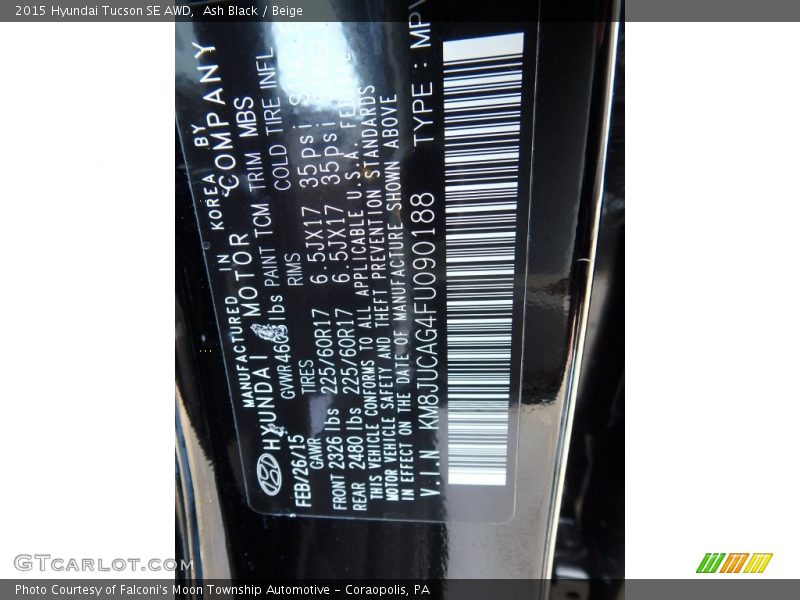 2015 Hyundai Tucson SE AWD, Ash Black / Beige
MANUFACTURED IN KOREA BY
HYUNDAI MOTOR COMPANY
FEB/26/15 lbs PAINT TCM TRIM MBS
GAWR TIRES RIMS COLD TIRE INFL
FRONT 2326 lbs 225/60R17 6.5JX17 35psi
REAR 2480 lbs 225/60R17 6.5JX17 35psi
THIS VEHICLE CONFORMS TO ALL APPLICABLE U.S.A.
MOTOR VEHICLE SAFETY AND THEFT PREVENTION STANDARDS
IN EFFECT ON THE DATE OF MANUFACTURE SHOWN ABOVE
V.I.N KM8JUCAG4FU090188 TYPE :
GTcarlot.com
Photo Courtesy of Falconi's Moon Township Automotive - Coraopolis, PA